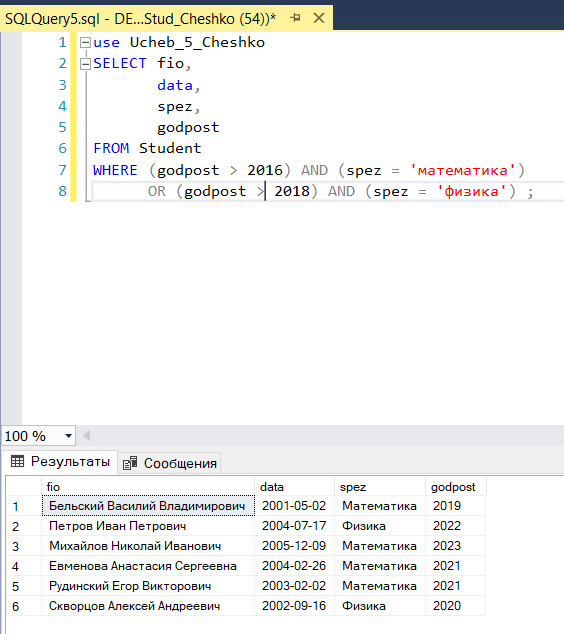 SQLQuery5.sql - DE...Stud_Cheshko (54))*
1 use Ucheb_5_Cheshko
2 SELECT fio,
3 data,
4 spez,
5 godpost
6 FROM Student
7 WHERE (godpost > 2016) AND (spez = 'математика')
8 OR (godpost > 2018) AND (spez = 'физика') ;
100 %
Результаты Сообщения
fio data spez godpost
1 Бельский Василий Владимирович 2001-05-02 Математика 2019
2 Петров Иван Петрович 2004-07-17 Физика 2022
3 Михайлов Николай Иванович 2005-12-09 Математика 2023
4 Евменова Анастасия Сергеевна 2004-02-26 Математика 2021
5 Рудинский Егор Викторович 2003-02-02 Математика 2021
6 Скворцов Алексей Андреевич 2002-09-16 Физика 2020